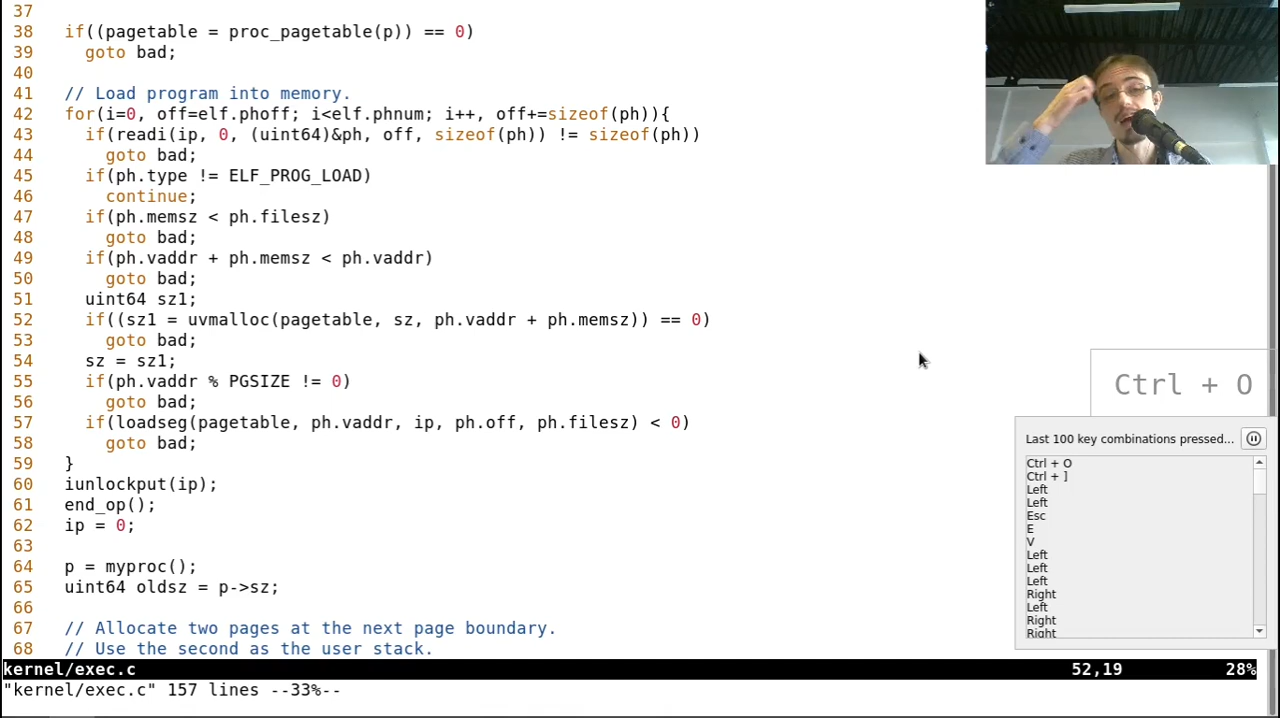 37
38 if((pagetable = proc_pagetable(p)) == 0)
39 goto bad;
40
41 // Load program into memory.
42 for(i=0, off=elf.phoff; i<elf.phnum; i++, off+=sizeof(ph)){
43 if(readi(ip, 0, (uint64)&ph, off, sizeof(ph)) != sizeof(ph))
44 goto bad;
45 if(ph.type != ELF_PROG_LOAD)
46 continue;
47 if(ph.memsz < ph.filesz)
48 goto bad;
49 if(ph.vaddr + ph.memsz < ph.vaddr)
50 goto bad;
51 uint64 sz1;
52 if((sz1 = uvmalloc(pagetable, sz, ph.vaddr + ph.memsz)) == 0)
53 goto bad;
54 sz = sz1;
55 if(ph.vaddr % PGSIZE != 0)
56 goto bad;
57 if(loadseg(pagetable, ph.vaddr, ip, ph.off, ph.filesz) < 0)
58 goto bad;
59 }
60 iunlockput(ip);
61 end_op();
62 ip = 0;
63
64 p = myproc();
65 uint64 oldsz = p->sz;
66
67 // Allocate two pages at the next page boundary.
68 // Use the second as the user stack.
kernel/exec.c 52,19 28%
"kernel/exec.c" 157 lines --33%--
Ctrl + O
Last 100 key combinations pressed...
Ctrl + O
Ctrl + ]
Left
Left
Esc
E
V
Left
Left
Left
Right
Left
Right
Right